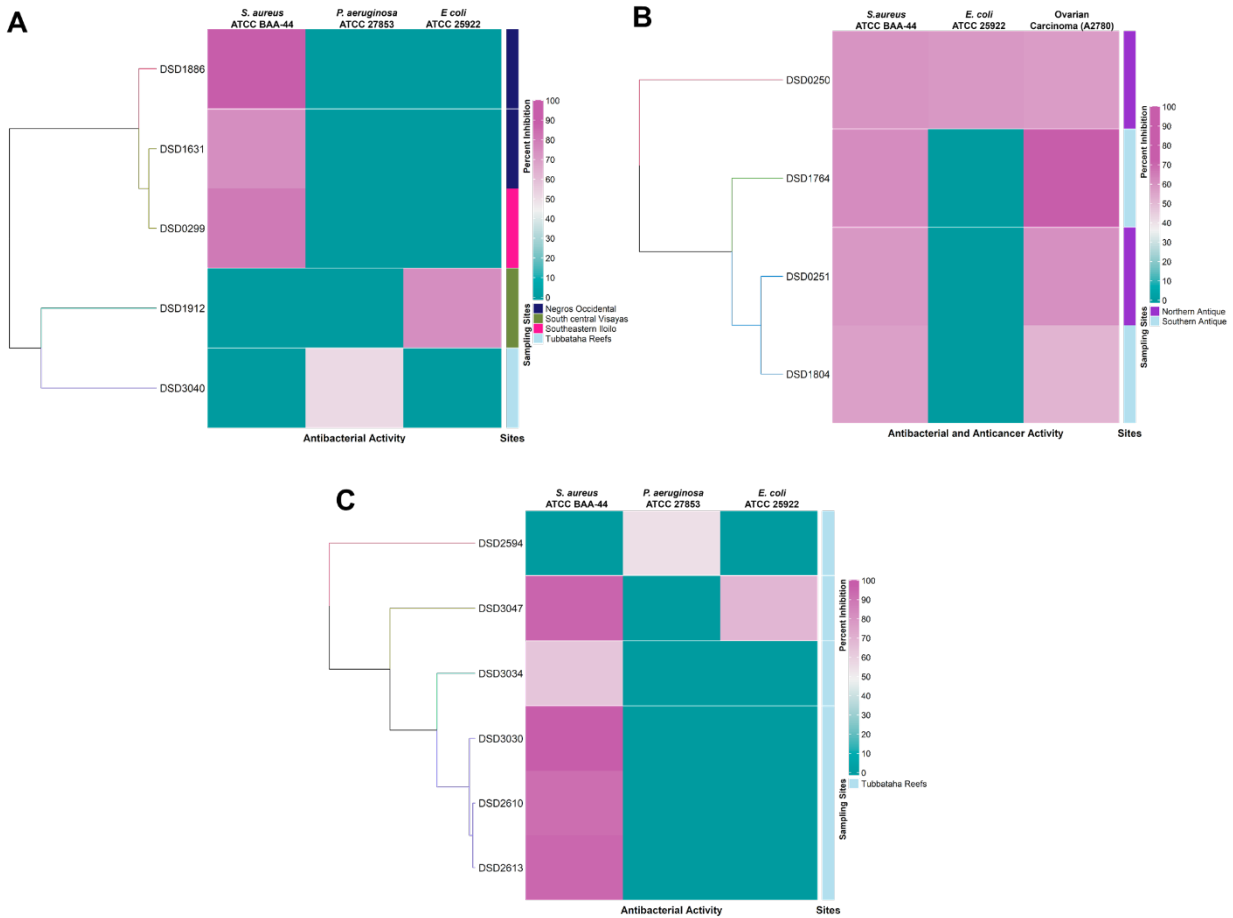 A
S. aureus
ATCC BAA-44
P. aeruginosa
ATCC 27853
E coli
ATCC 25922
DSD1886
DSD1631
DSD0299
DSD1912
DSD3040
Percent Inhibition
100
90
80
70
60
50
40
30
20
10
0
Sampling Sites
Negros Occidental
South central Visayas
Southeastern Iloilo
Tubbataha Reefs
Antibacterial Activity
Sites
B
S.aureus
ATCC BAA-44
E. coli
ATCC 25922
Ovarian
Carcinoma (A2780)
DSD0250
DSD1764
DSD0251
DSD1804
Percent Inhibition
100
90
80
70
60
50
40
30
20
10
0
Sampling Sites
Northern Antique
Southern Antique
Antibacterial and Anticancer Activity
Sites
C
S. aureus
ATCC BAA-44
P. aeruginosa
ATCC 27853
E. coli
ATCC 25922
DSD2594
DSD3047
DSD3034
DSD3030
DSD2610
DSD2613
Percent Inhibition
100
90
80
70
60
50
40
30
20
10
0
Sampling Sites
Tubbataha Reefs
Antibacterial Activity
Sites